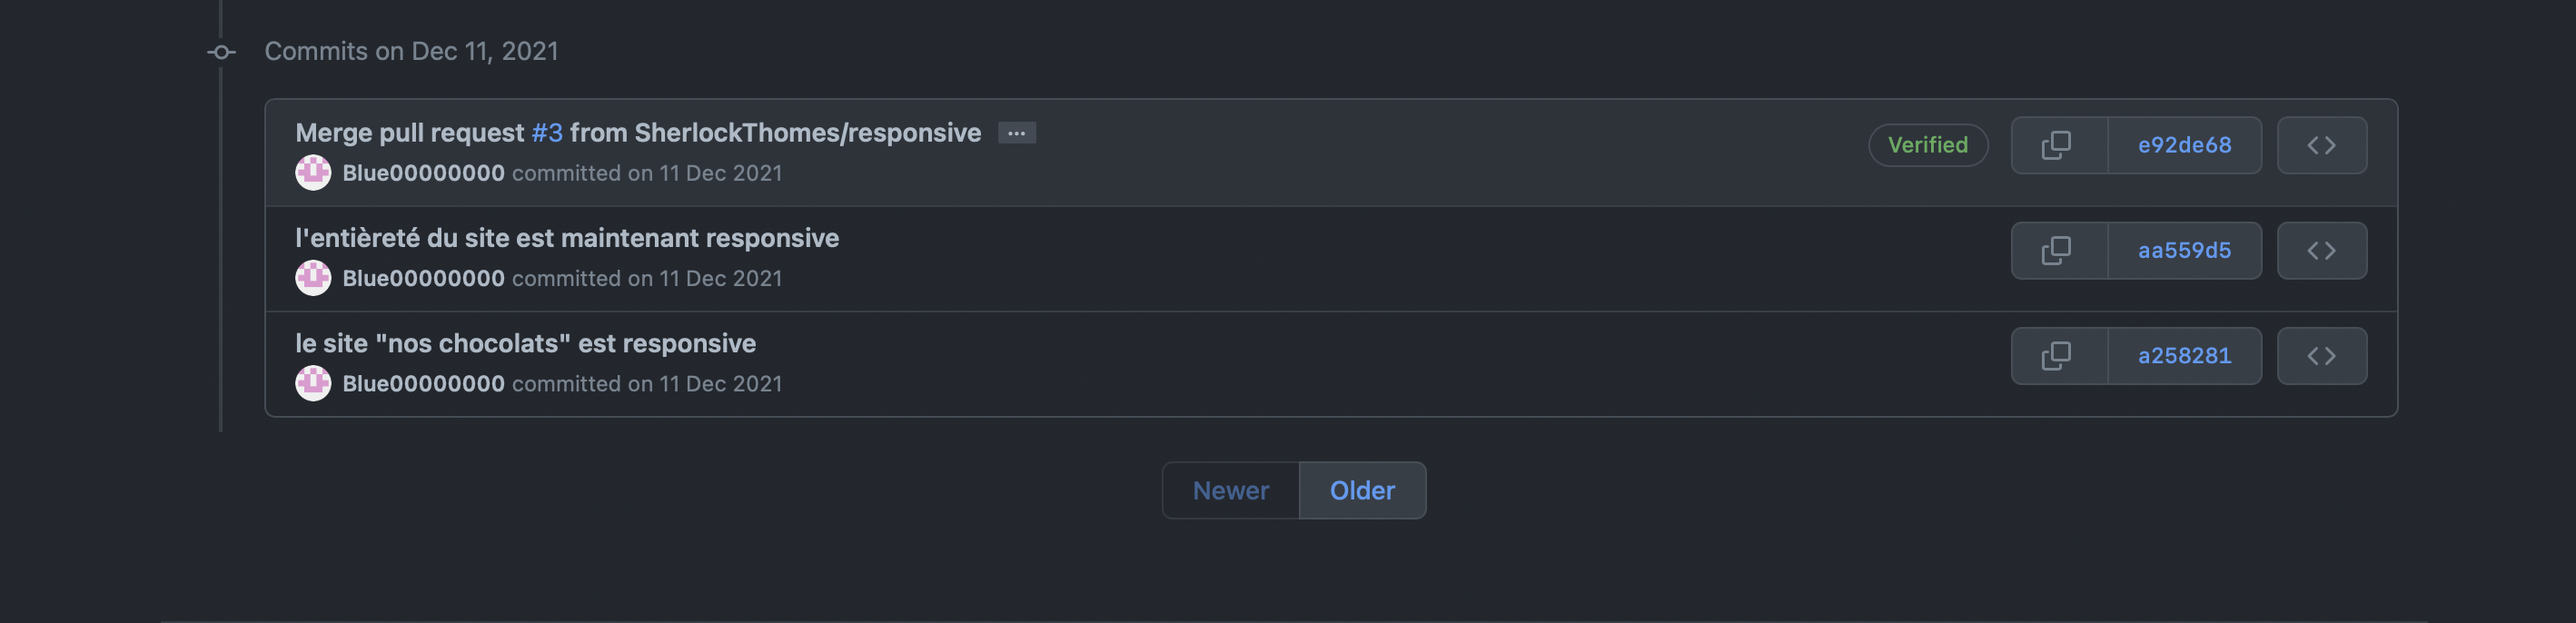 Commits on Dec 11, 2021
Merge pull request #3 from SherlockThomes/responsive ...
Verified
e92de68
Blue00000000 committed on 11 Dec 2021
l'entièreté du site est maintenant responsive
aa559d5
Blue00000000 committed on 11 Dec 2021
le site "nos chocolats" est responsive
a258281
Blue00000000 committed on 11 Dec 2021
Newer Older